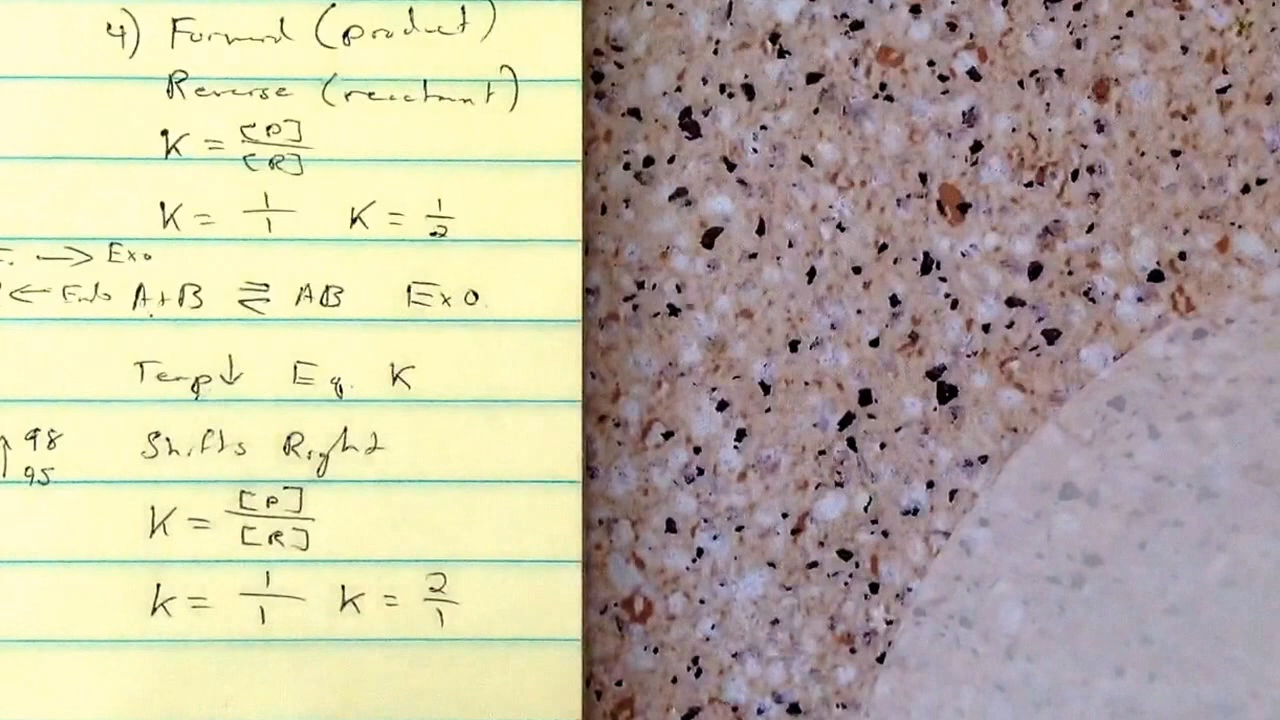 4) Forward (product)
Reverse (reactant)
K = [P]/[R]
K = 1/1 K = 1/2
→ Exo
← Endo A+B ⇌ AB Exo.
Temp↓ Eq. K
↑ 98
95
Shifts Right
K = [P]/[R]
K = 1/1 K = 2/1